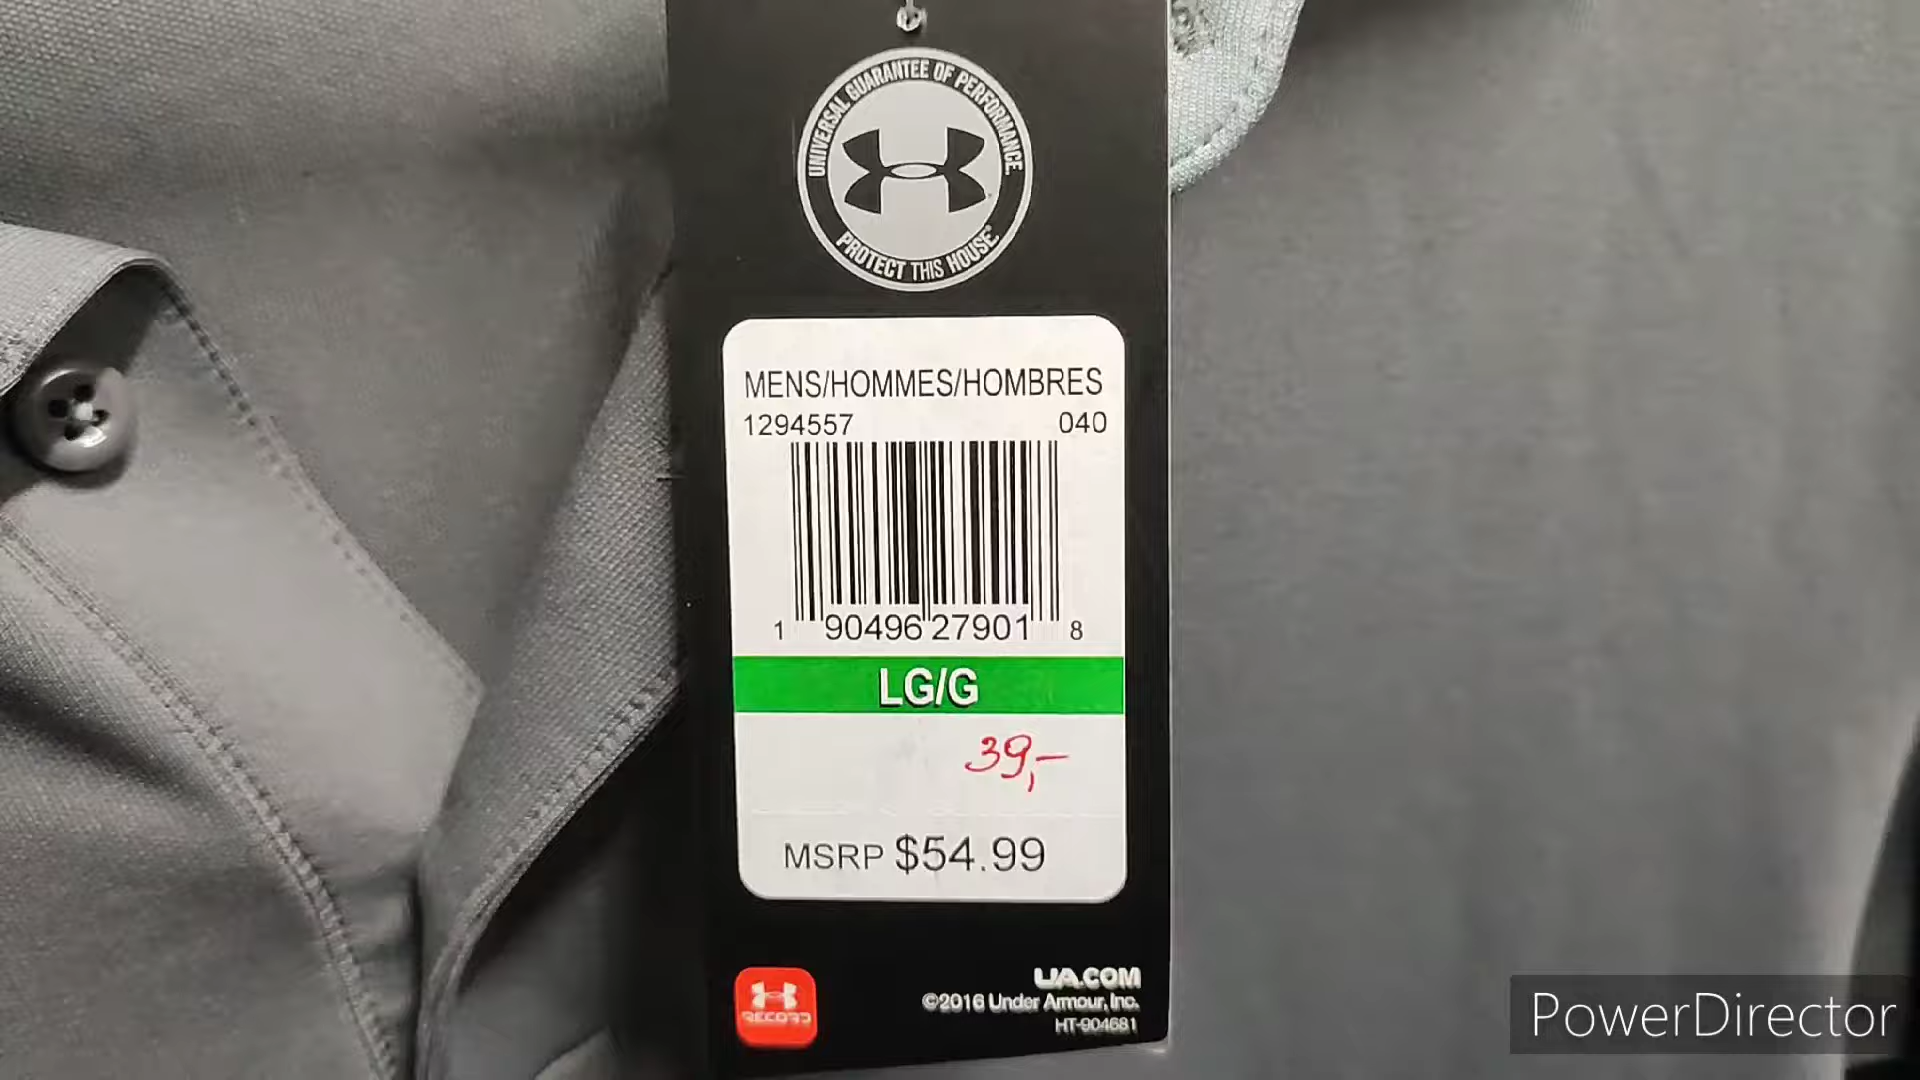 UNIVERSAL GUARANTEE OF PERFORMANCE.
PROTECT THIS HOUSE®
MENS/HOMMES/HOMBRES
1294557 040
1 90496 27901 8
LG/G
39,-
MSRP $54.99
RECORD
UA.COM
©2016 Under Armour, Inc.
HT-904681
PowerDirector